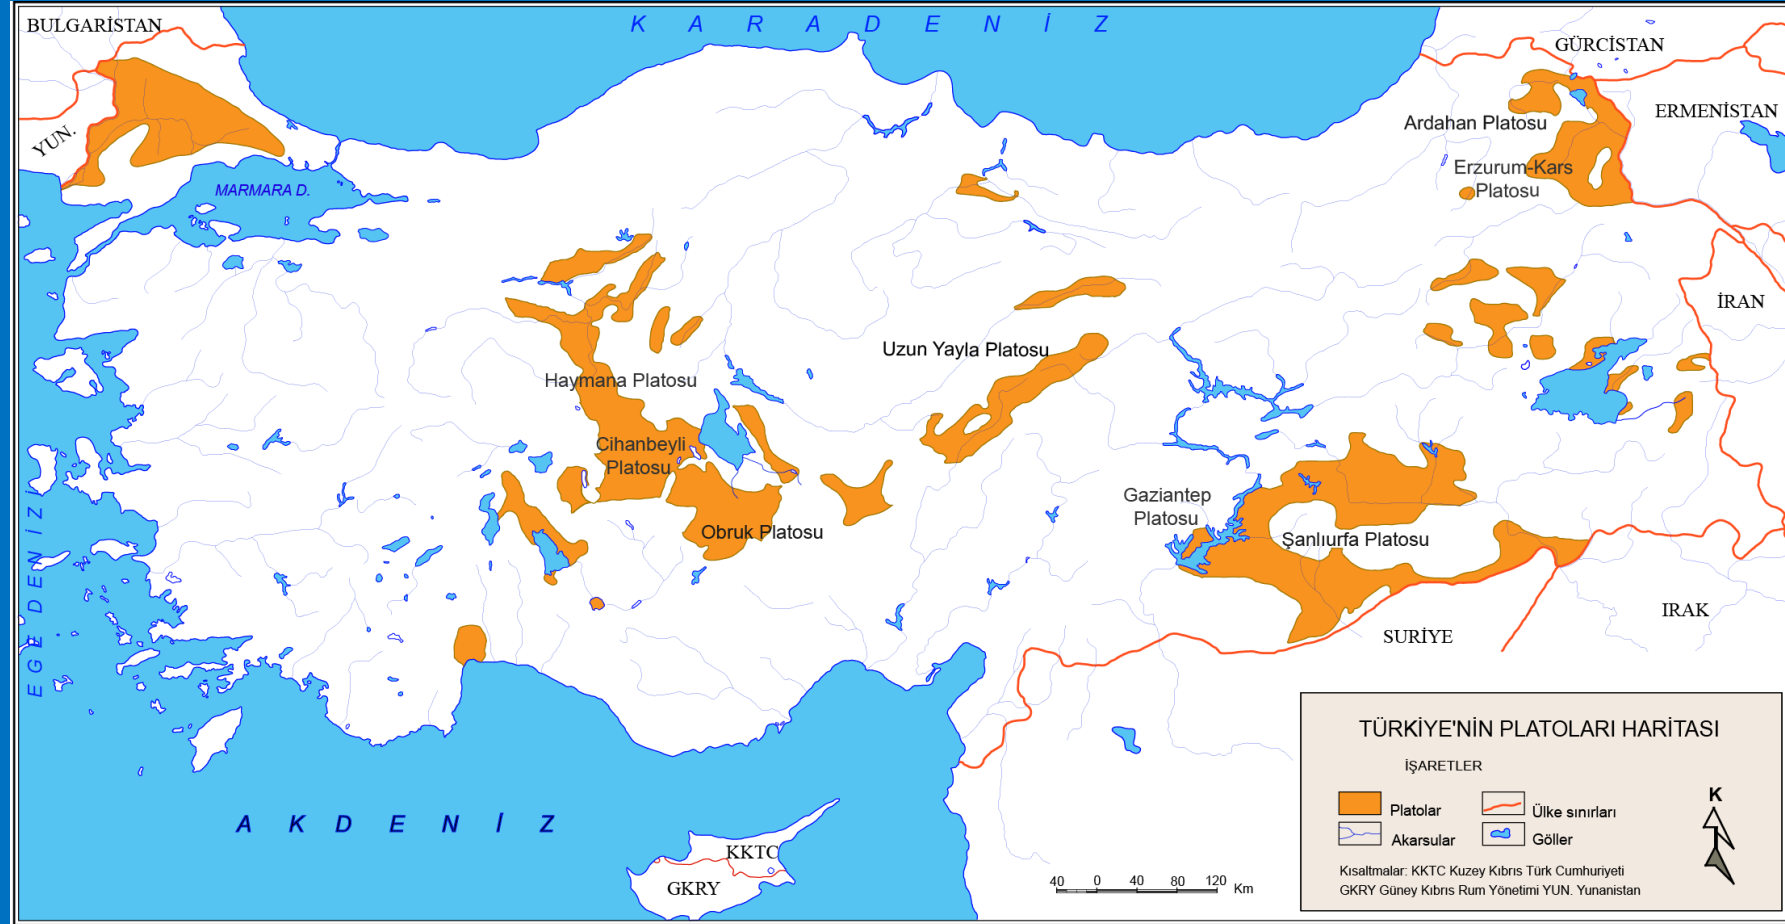 BULGARİSTAN
K A R A D E N İ Z
GÜRCİSTAN
YUN.
ERMENİSTAN
Ardahan Platosu
Erzurum-Kars
Platosu
MARMARA D.
İRAN
Uzun Yayla Platosu
Haymana Platosu
Cihanbeyli
Platosu
Gaziantep
Platosu
Obruk Platosu
Şanlıurfa Platosu
EGE DENİZİ
IRAK
SURİYE
A K D E N İ Z
KKTC
GKRY
40 0 40 80 120 Km
TÜRKİYE'NİN PLATOLARI HARİTASI
İŞARETLER
Platolar
Ülke sınırları
Akarsular
Göller
K
Kısaltmalar: KKTC Kuzey Kıbrıs Türk Cumhuriyeti
GKRY Güney Kıbrıs Rum Yönetimi YUN. Yunanistan